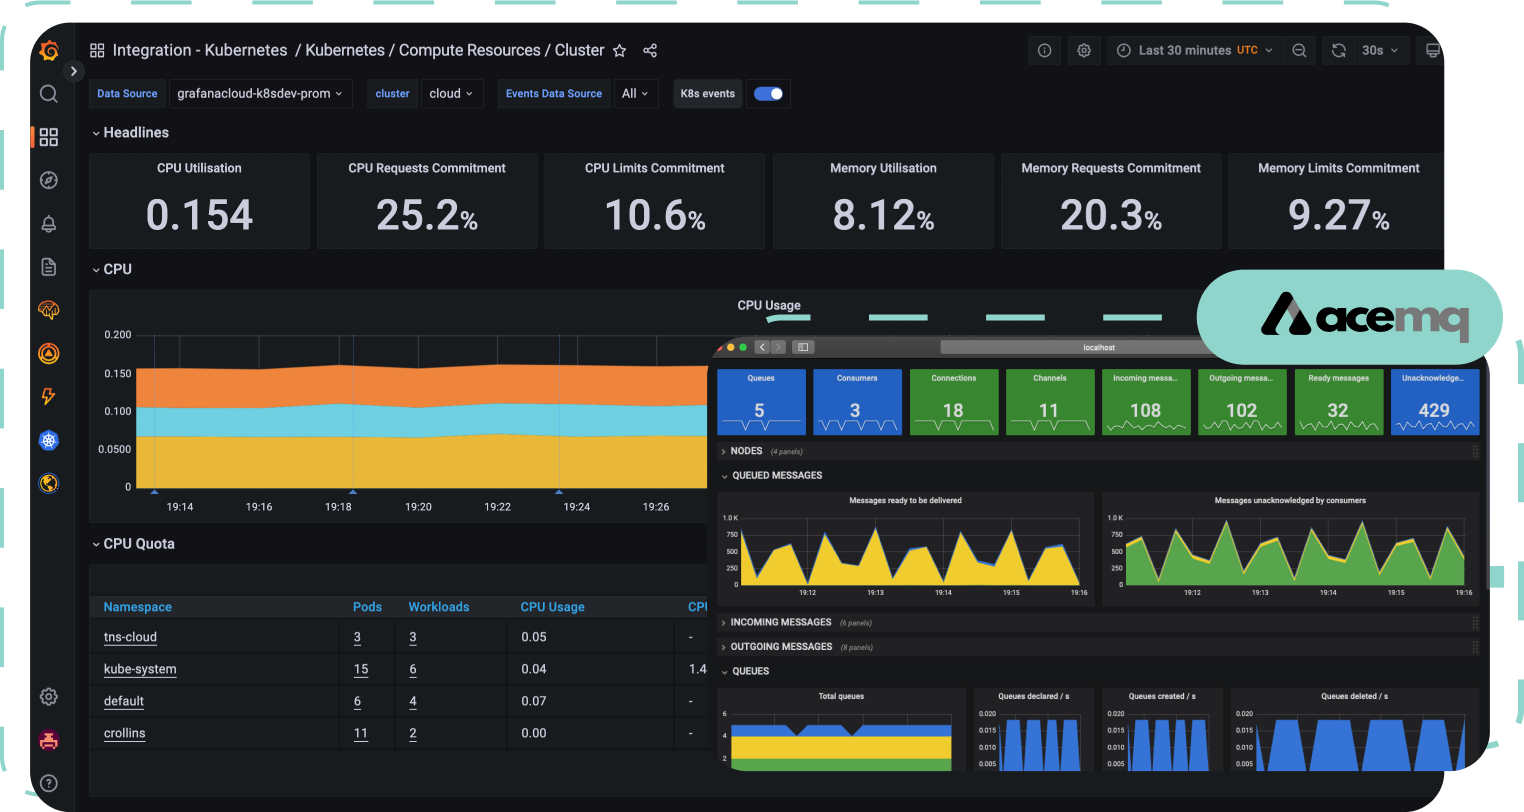 Integration - Kubernetes / Kubernetes / Compute Resources / Cluster
Last 30 minutes UTC
30s
Data Source grafanacloud-k8sdev-prom cluster cloud Events Data Source All K8s events
Headlines
CPU Utilisation
0.154
CPU Requests Commitment
25.2%
CPU Limits Commitment
10.6%
Memory Utilisation
8.12%
Memory Requests Commitment
20.3%
Memory Limits Commitment
9.27%
CPU
CPU Usage
0.200
0.150
0.100
0.0500
0
19:14 19:16 19:18 19:20 19:22 19:24 19:26
CPU Quota
Namespace Pods Workloads CPU Usage CPU
tns-cloud 3 3 0.05 -
kube-system 15 6 0.04 1.4
default 6 4 0.07 -
crollins 11 2 0.00 -
acemq
localhost
Queues
5
Consumers
3
Connections
18
Channels
11
Incoming messa...
108
Outgoing messa...
102
Ready messages
32
Unacknowledge...
429
NODES (4 panels)
QUEUED MESSAGES
Messages ready to be delivered
1.0 K
750
500
250
0
19:12 19:13 19:14 19:15 19:16
Messages unacknowledged by consumers
1.0 K
750
500
250
0
19:12 19:13 19:14 19:15 19:16
INCOMING MESSAGES (6 panels)
OUTGOING MESSAGES (8 panels)
QUEUES
Total queues
6
4
2
Queues declared / s
0.020
0.015
0.010
0.005
Queues created / s
0.020
0.015
0.010
0.005
Queues deleted / s
0.020
0.015
0.010
0.005